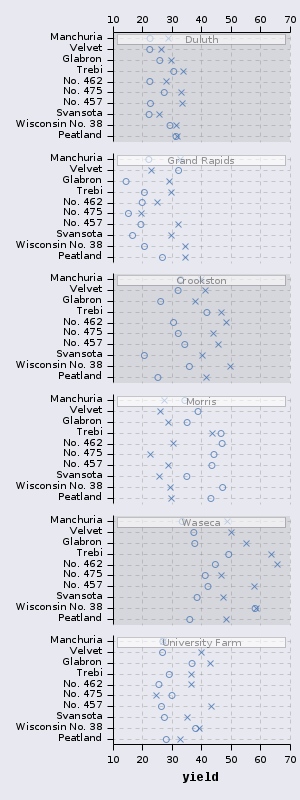 10 20 30 40 50 60 70
Manchuria
Duluth
Velvet
Glabron
Trebi
No. 462
No. 475
No. 457
Svansota
Wisconsin No. 38
Peatland
Manchuria
Grand Rapids
Velvet
Glabron
Trebi
No. 462
No. 475
No. 457
Svansota
Wisconsin No. 38
Peatland
Manchuria
Crookston
Velvet
Glabron
Trebi
No. 462
No. 475
No. 457
Svansota
Wisconsin No. 38
Peatland
Manchuria
Morris
Velvet
Glabron
Trebi
No. 462
No. 475
No. 457
Svansota
Wisconsin No. 38
Peatland
Manchuria
Waseca
Velvet
Glabron
Trebi
No. 462
No. 475
No. 457
Svansota
Wisconsin No. 38
Peatland
Manchuria
University Farm
Velvet
Glabron
Trebi
No. 462
No. 475
No. 457
Svansota
Wisconsin No. 38
Peatland
10 20 30 40 50 60 70
yield